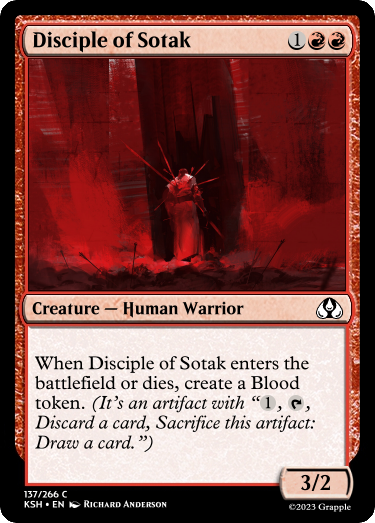 Disciple of Sotak 1
Creature — Human Warrior
When Disciple of Sotak enters the
battlefield or dies, create a Blood
token. (It's an artifact with “1, ,
Discard a card, Sacrifice this artifact:
Draw a card.”)
3/2
137/266 C
KSH • EN Richard Anderson
©2023 Grapple